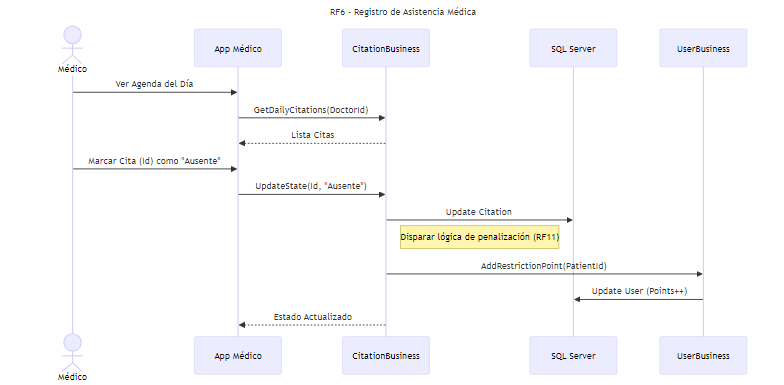 RF6 - Registro de Asistencia Médica
Médico
App Médico
CitationBusiness
SQL Server
UserBusiness
Ver Agenda del Día
GetDailyCitations(DoctorId)
Lista Citas
Marcar Cita (Id) como "Ausente"
UpdateState(Id, "Ausente")
Update Citation
Disparar lógica de penalización (RF11)
AddRestrictionPoint(PatientId)
Update User (Points++)
Estado Actualizado
Médico
App Médico
CitationBusiness
SQL Server
UserBusiness